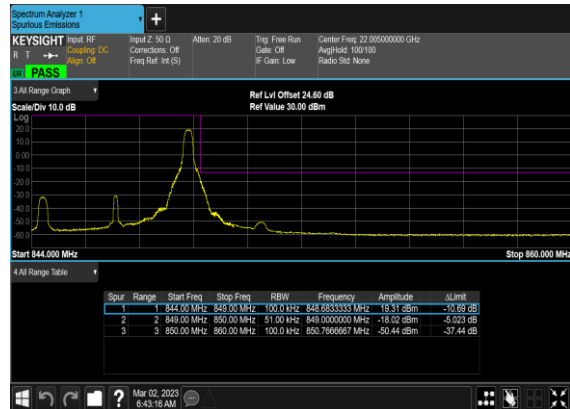 Spectrum Analyzer 1
Spurious Emissions
KEYSIGHT Input: RF Input Z: 50 Ω Atten: 20 dB Trig: Free Run Center Freq: 22.005000000 GHz
R T Coupling: DC Corrections: Off Gate: Off Avg|Hold: 100/100
Align: Off Freq Ref: Int (S) IF Gain: Low Radio Std: None
PASS
3 All Range Graph
Ref Lvl Offset 24.60 dB
Scale/Div 10.0 dB Ref Value 30.00 dBm
Log
20.0
10.0
0.00
-10.0
-20.0
-30.0
-40.0
-50.0
-60.0
Start 844.000 MHz Stop 860.000 MHz
4 All Range Table
Spur Range Start Freq Stop Freq RBW Frequency Amplitude ΔLimit
1 1 844.00 MHz 849.00 MHz 100.0 kHz 848.6833333 MHz 19.31 dBm -10.69 dB
2 2 849.00 MHz 850.00 MHz 51.00 kHz 849.0000000 MHz -18.02 dBm -5.023 dB
3 3 850.00 MHz 860.00 MHz 100.0 kHz 850.7666667 MHz -50.44 dBm -37.44 dB
? Mar 02, 2023
6:43:16 AM